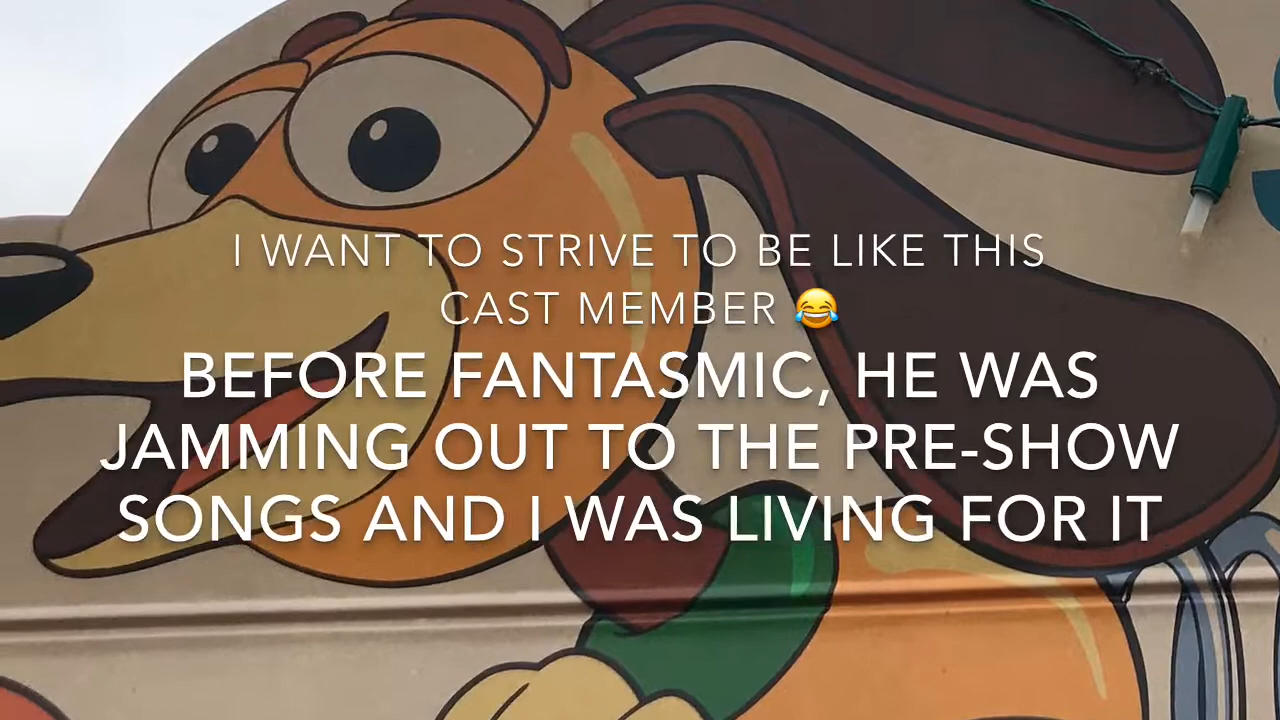 I WANT TO STRIVE TO BE LIKE THIS
CAST MEMBER 😂
BEFORE FANTASMIC, HE WAS
JAMMING OUT TO THE PRE-SHOW
SONGS AND I WAS LIVING FOR IT